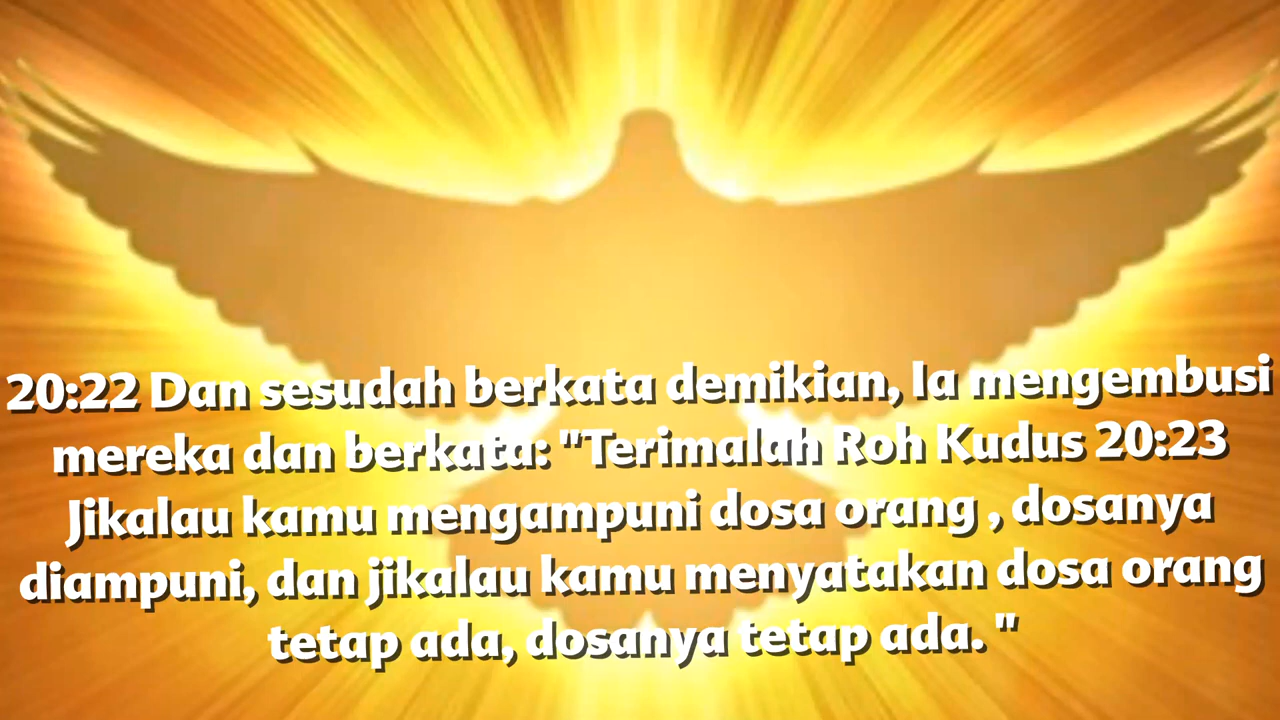 20:22 Dan sesudah berkata demikian, Ia mengembusi
mereka dan berkata: "Terimalah Roh Kudus 20:23
Jikalau kamu mengampuni dosa orang , dosanya
diampuni, dan jikalau kamu menyatakan dosa orang
tetap ada, dosanya tetap ada. "